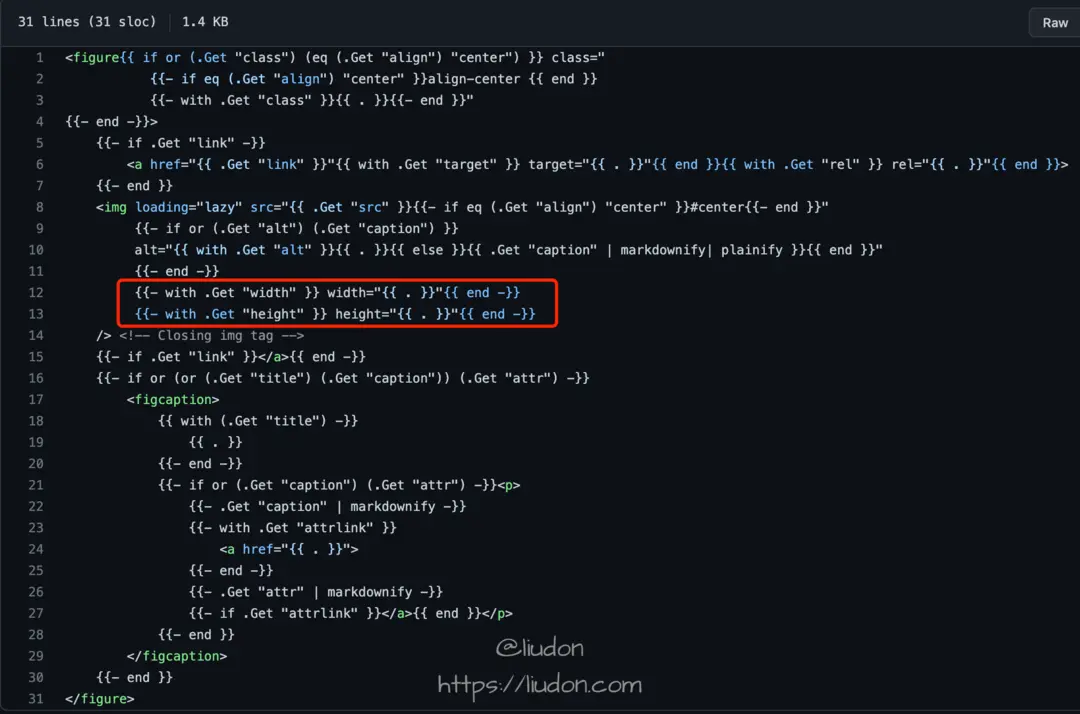 31 lines (31 sloc) 1.4 KB Raw
1 <figure{{ if or (.Get "class") (eq (.Get "align") "center") }} class="
2 {{- if eq (.Get "align") "center" }}align-center {{ end }}
3 {{- with .Get "class" }}{{ . }}{{- end }}"
4 {{- end -}}>
5 {{- if .Get "link" -}}
6 <a href="{{ .Get "link" }}"{{ with .Get "target" }} target="{{ . }}"{{ end }}{{ with .Get "rel" }} rel="{{ . }}"{{ end }}>
7 {{- end }}
8 <img loading="lazy" src="{{ .Get "src" }}{{- if eq (.Get "align") "center" }}#center{{- end }}"
9 {{- if or (.Get "alt") (.Get "caption") }}
10 alt="{{ with .Get "alt" }}{{ . }}{{ else }}{{ .Get "caption" | markdownify| plainify }}{{ end }}"
11 {{- end -}}
12 {{- with .Get "width" }} width="{{ . }}"{{ end -}}
13 {{- with .Get "height" }} height="{{ . }}"{{ end -}}
14 /> <!-- Closing img tag -->
15 {{- if .Get "link" }}</a>{{ end -}}
16 {{- if or (or (.Get "title") (.Get "caption")) (.Get "attr") -}}
17 <figcaption>
18 {{ with (.Get "title") -}}
19 {{ . }}
20 {{- end -}}
21 {{- if or (.Get "caption") (.Get "attr") -}}<p>
22 {{- .Get "caption" | markdownify -}}
23 {{- with .Get "attrlink" }}
24 <a href="{{ . }}">
25 {{- end -}}
26 {{- .Get "attr" | markdownify -}}
27 {{- if .Get "attrlink" }}</a>{{ end }}</p>
28 {{- end }}
29 </figcaption>
30 {{- end }}
31 </figure>
@liudon
https://liudon.com